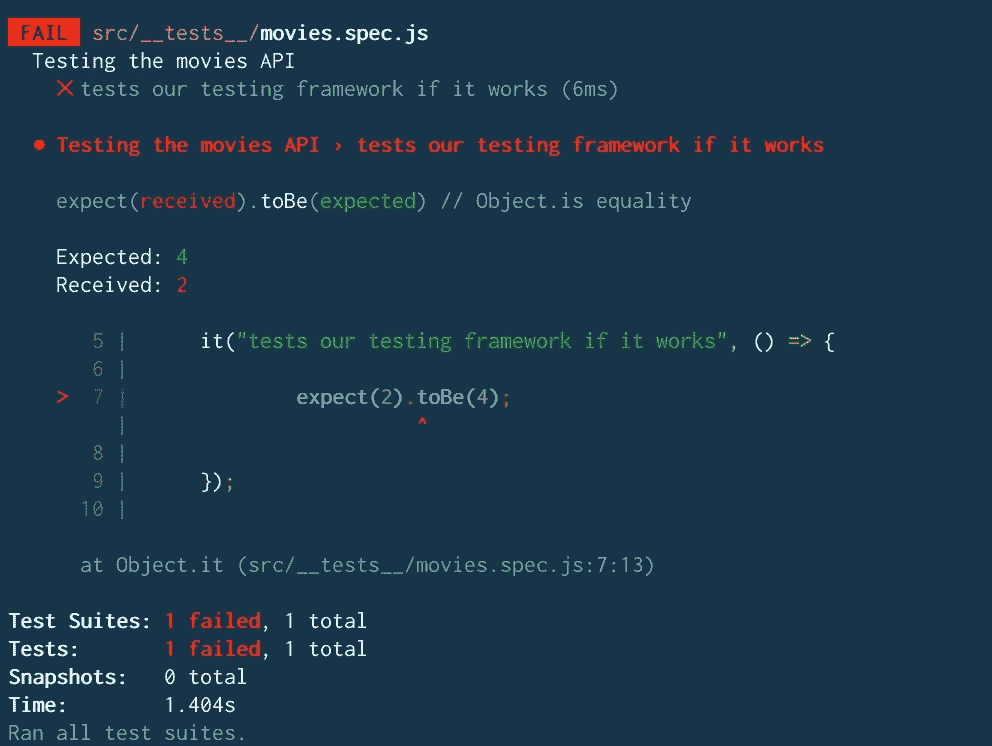 FAIL src/__tests__/movies.spec.js
Testing the movies API
✕ tests our testing framework if it works (6ms)
● Testing the movies API › tests our testing framework if it works
expect(received).toBe(expected) // Object.is equality
Expected: 4
Received: 2
5 | it("tests our testing framework if it works", () => {
6 |
> 7 | expect(2).toBe(4);
| ^
8 |
9 | });
10 |
at Object.it (src/__tests__/movies.spec.js:7:13)
Test Suites: 1 failed, 1 total
Tests: 1 failed, 1 total
Snapshots: 0 total
Time: 1.404s
Ran all test suites.